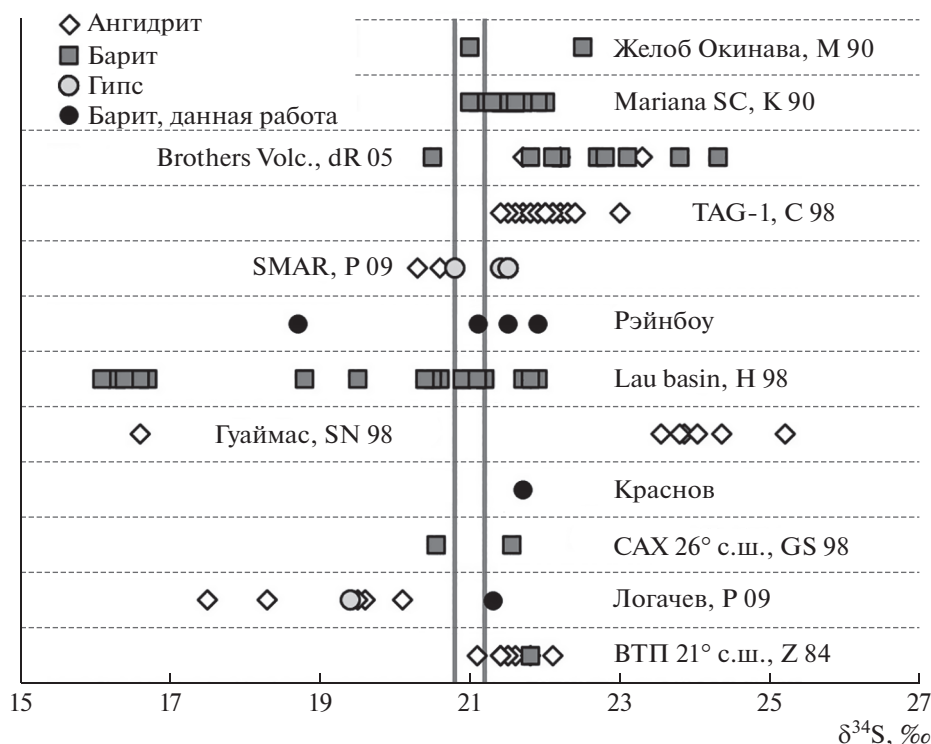 Ангидрит
Барит
Гипс
Барит, данная работа
Желоб Окинава, М 90
Mariana SC, K 90
Brothers Volc., dR 05
TAG-1, C 98
SMAR, P 09
Рэйнбоу
Lau basin, H 98
Гуаймас, SN 98
Краснов
САХ 26° с.ш., GS 98
Логачев, P 09
ВТП 21° с.ш., Z 84
15 17 19 21 23 25 27
δ³⁴S, ‰